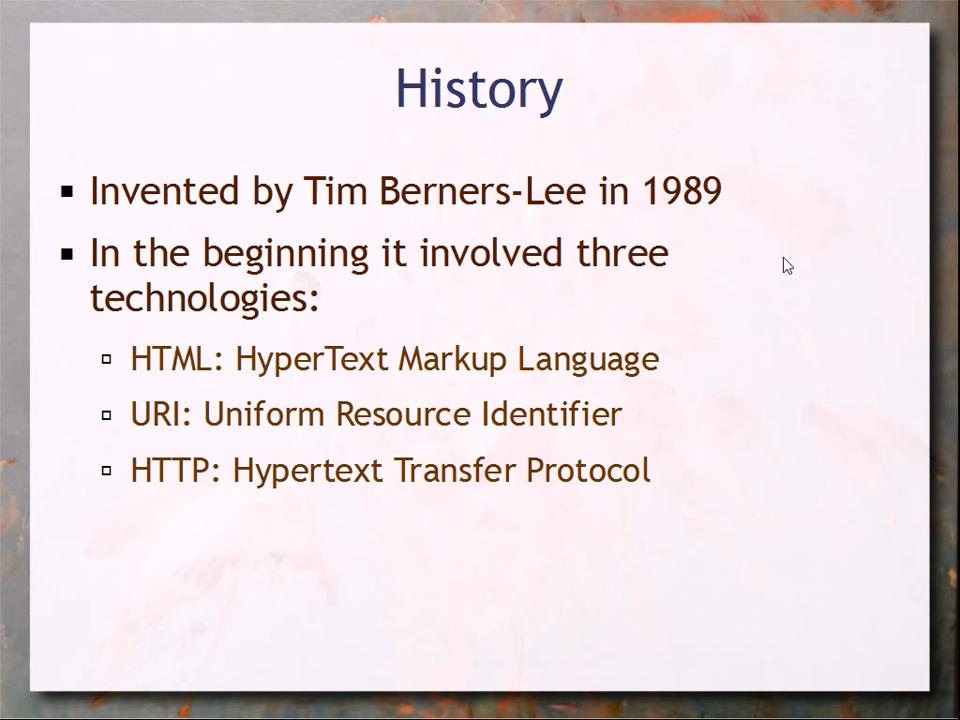 History
Invented by Tim Berners-Lee in 1989
In the beginning it involved three
technologies:
HTML: HyperText Markup Language
URI: Uniform Resource Identifier
HTTP: Hypertext Transfer Protocol